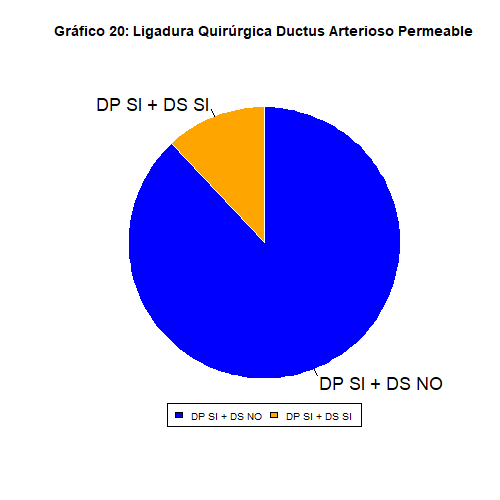 Gráfico 20: Ligadura Quirúrgica Ductus Arterioso Permeable
DP SI + DS SI
DP SI + DS NO
DP SI + DS NO DP SI + DS SI